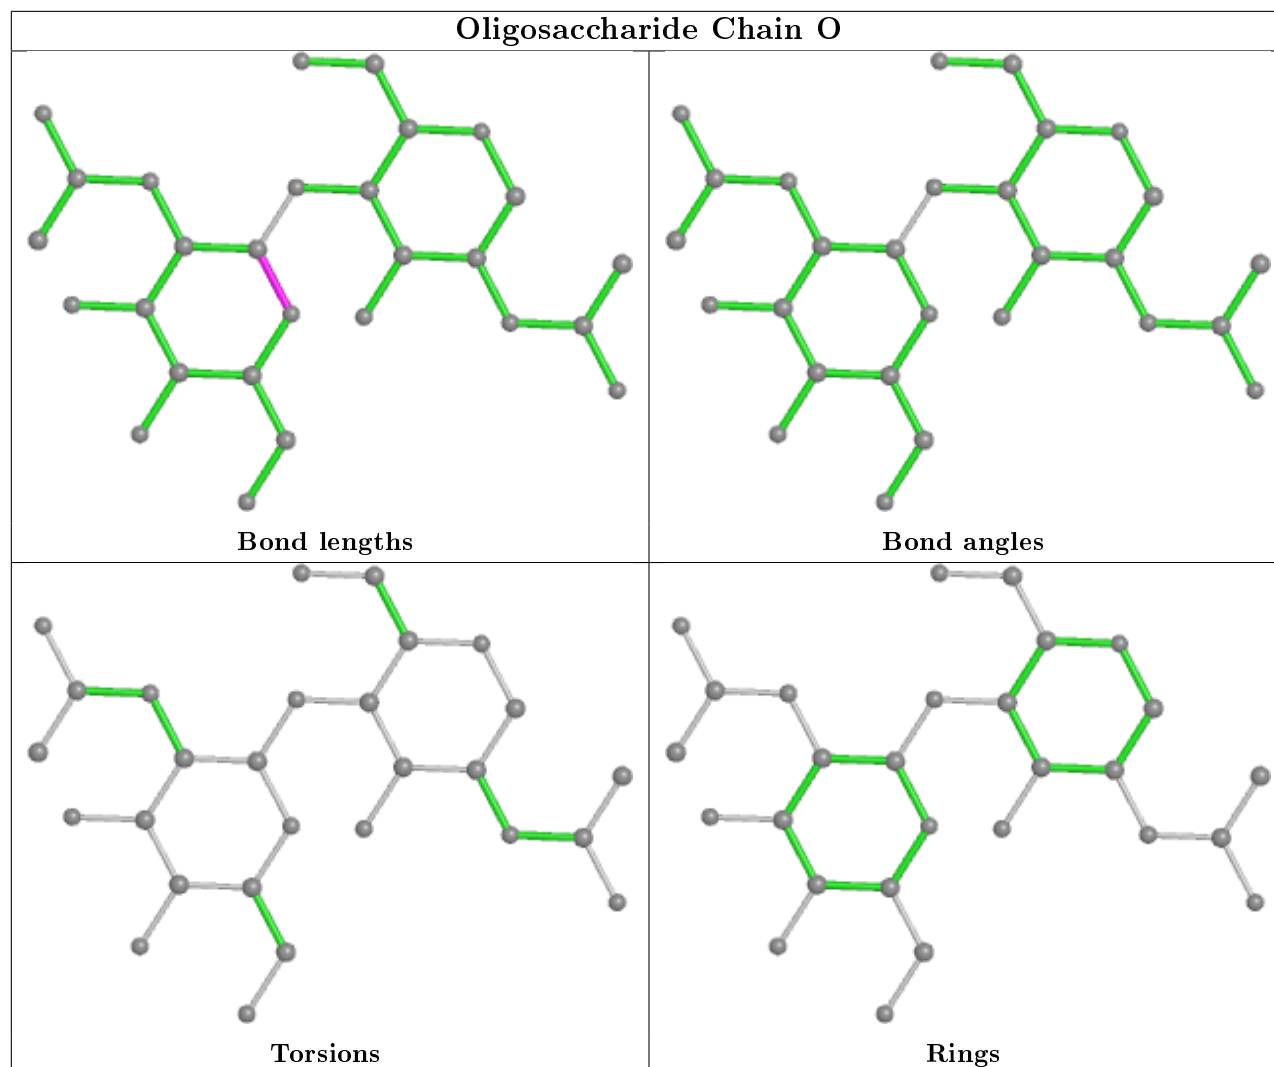 Oligosaccharide Chain O
Bond lengths
Bond angles
Torsions
Rings